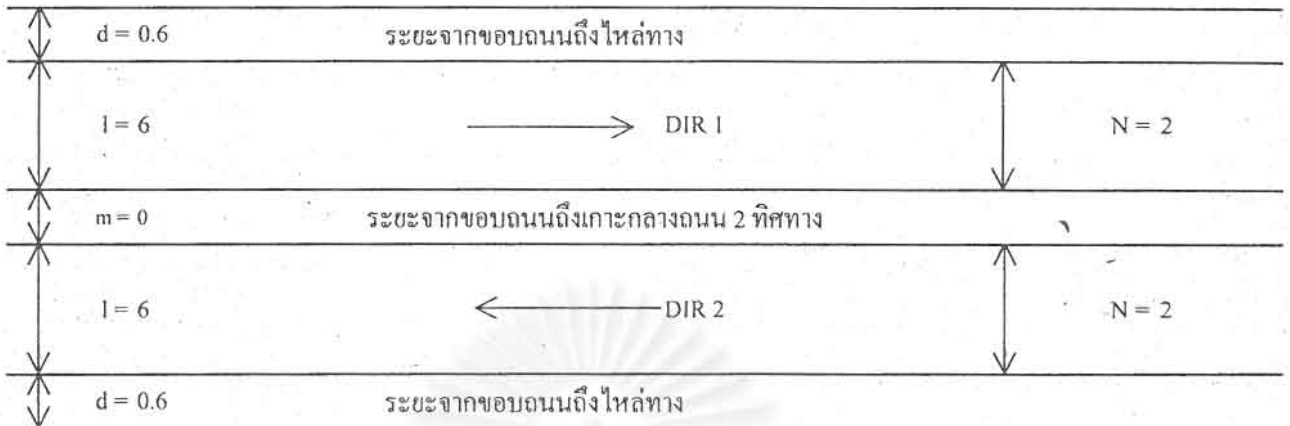 d = 0.6 ระยะจากขอบถนนถึงไหล่ทาง
l = 6 DIR 1 N = 2
m = 0 ระยะจากขอบถนนถึงเกาะกลางถนน 2 ทิศทาง
l = 6 DIR 2 N = 2
d = 0.6 ระยะจากขอบถนนถึงไหล่ทาง